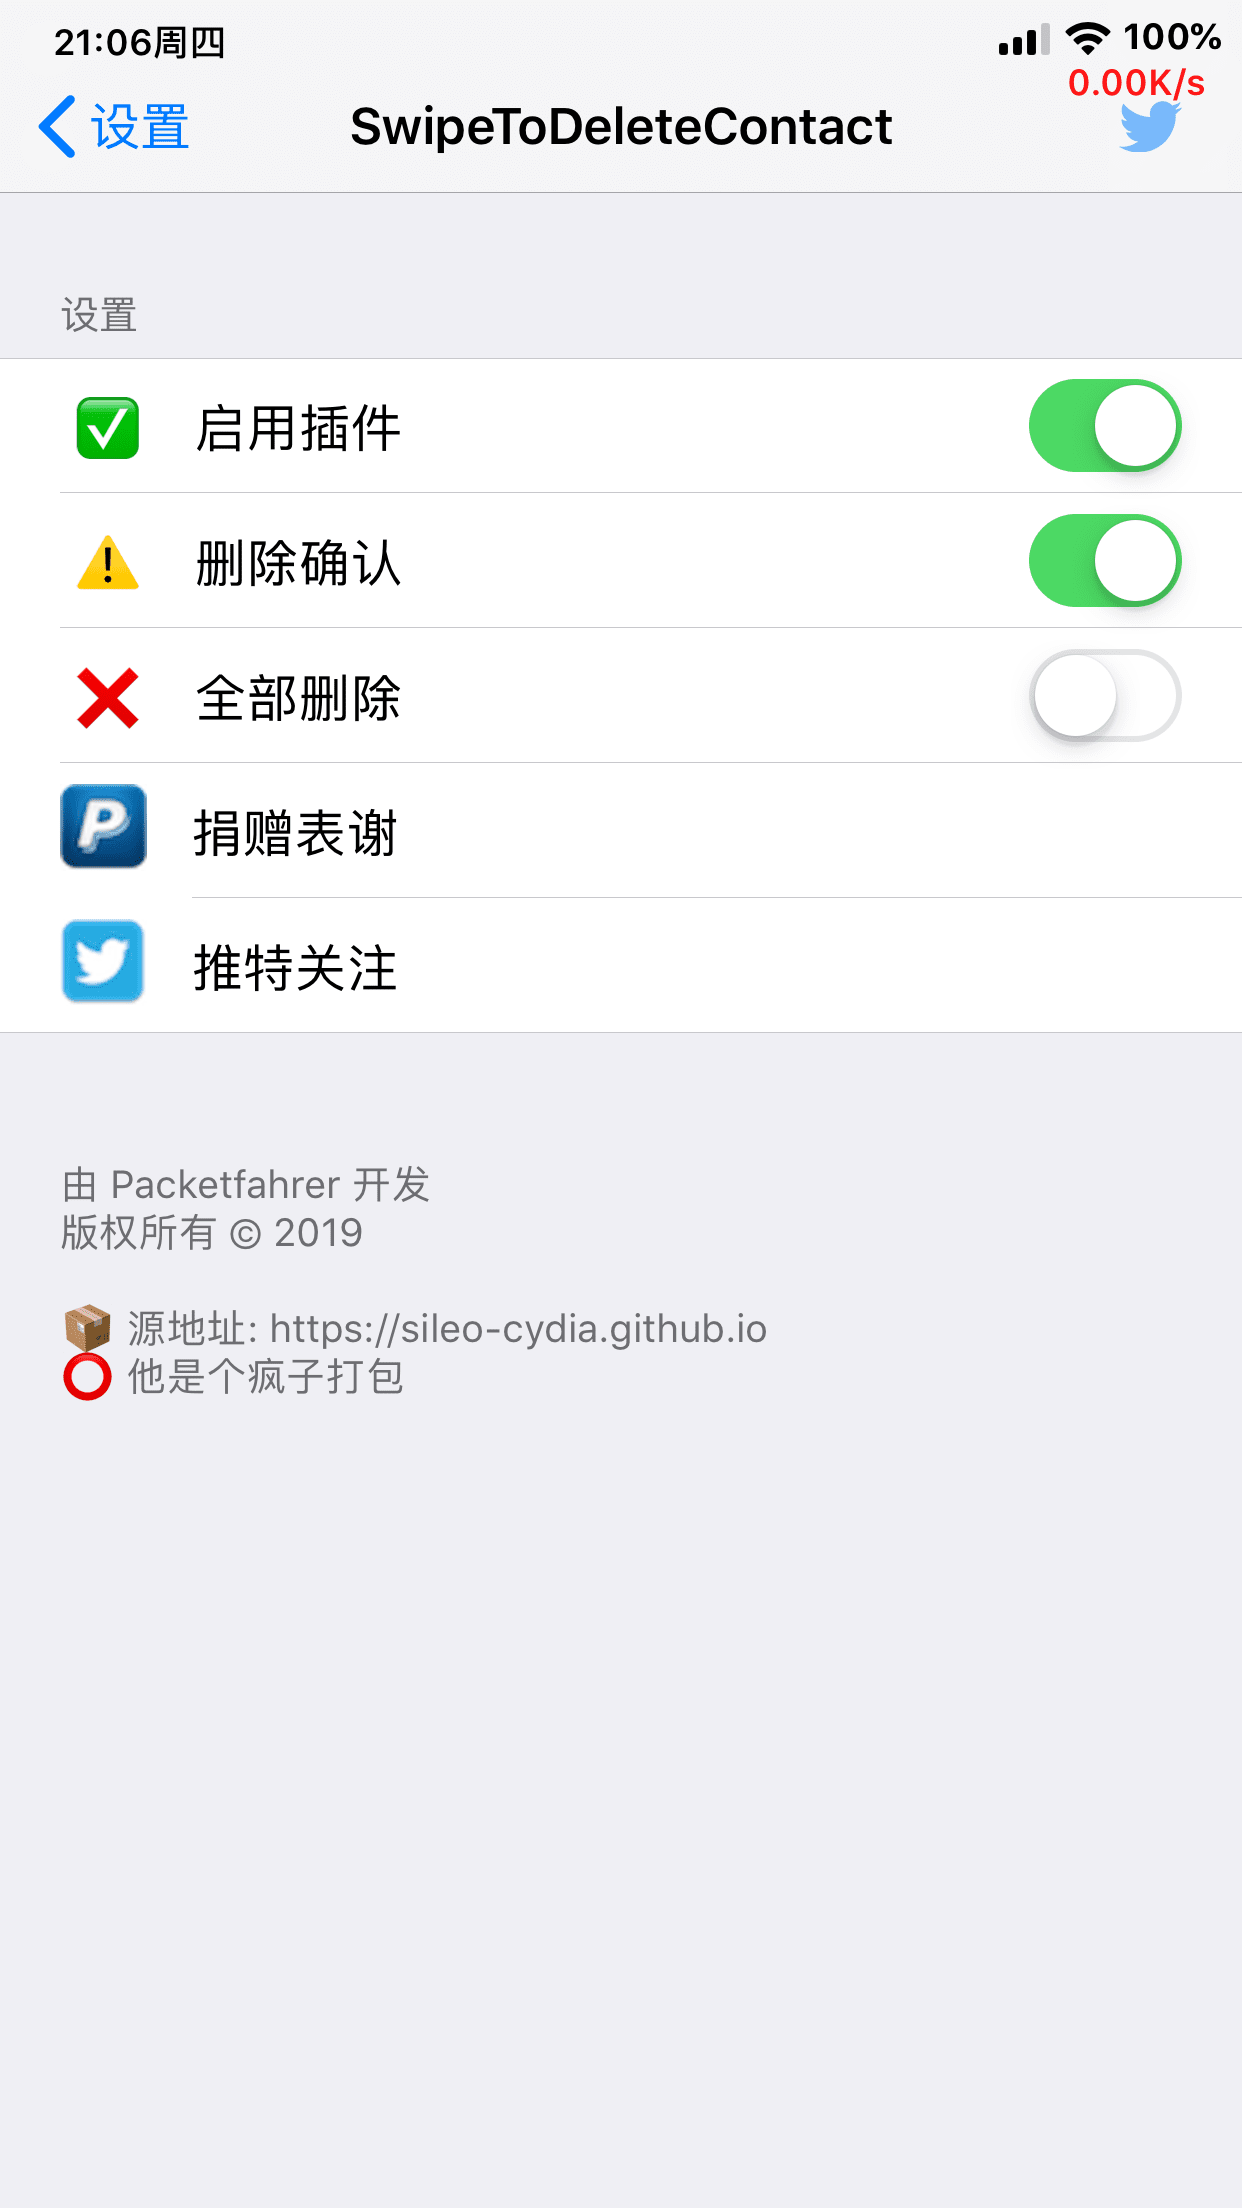 21:06周四
100%
0.00K/s
设置
SwipeToDeleteContact
设置
启用插件
删除确认
全部删除
捐赠表谢
推特关注
由 Packetfahrer 开发
版权所有 © 2019
源地址: https://sileo-cydia.github.io
他是个疯子打包